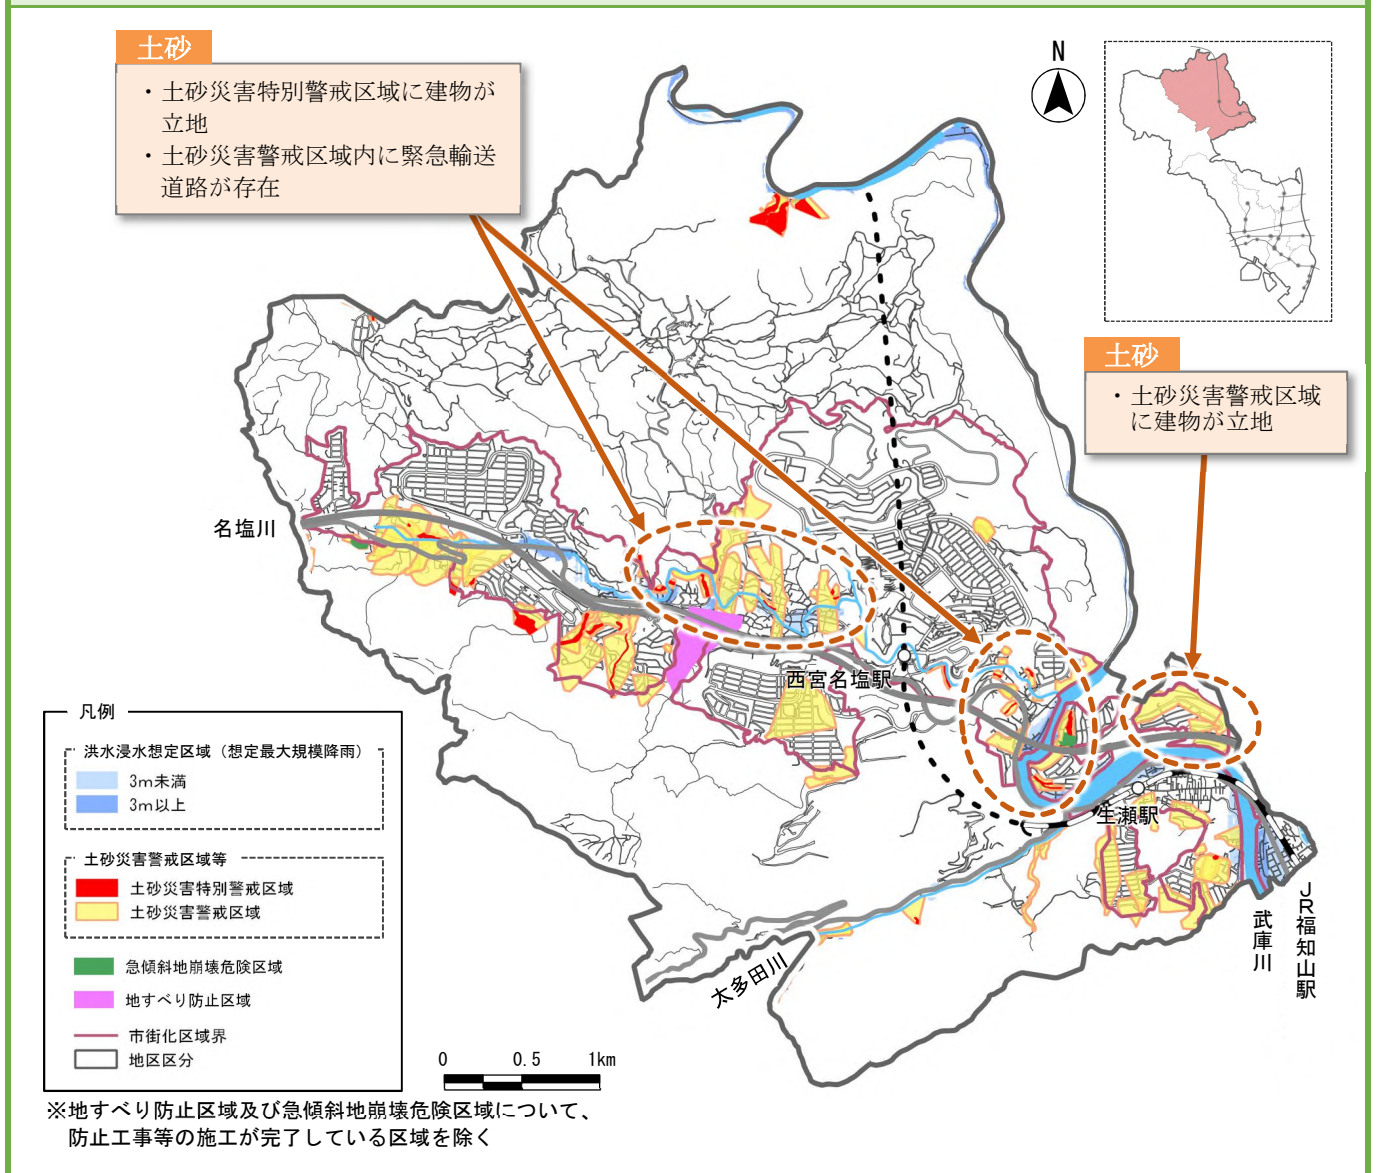 土砂
・土砂災害特別警戒区域に建物が
立地
・土砂災害警戒区域内に緊急輸送
道路が存在
N
土砂
・土砂災害警戒区域
に建物が立地
名塩川
西宮名塩駅
生瀬駅
太多田川
武庫川
JR福知山駅
凡例
洪水浸水想定区域（想定最大規模降雨）
3m未満
3m以上
土砂災害警戒区域等
土砂災害特別警戒区域
土砂災害警戒区域
急傾斜地崩壊危険区域
地すべり防止区域
市街化区域界
地区区分
0 0.5 1km
※地すべり防止区域及び急傾斜地崩壊危険区域について、
防止工事等の施工が完了している区域を除く